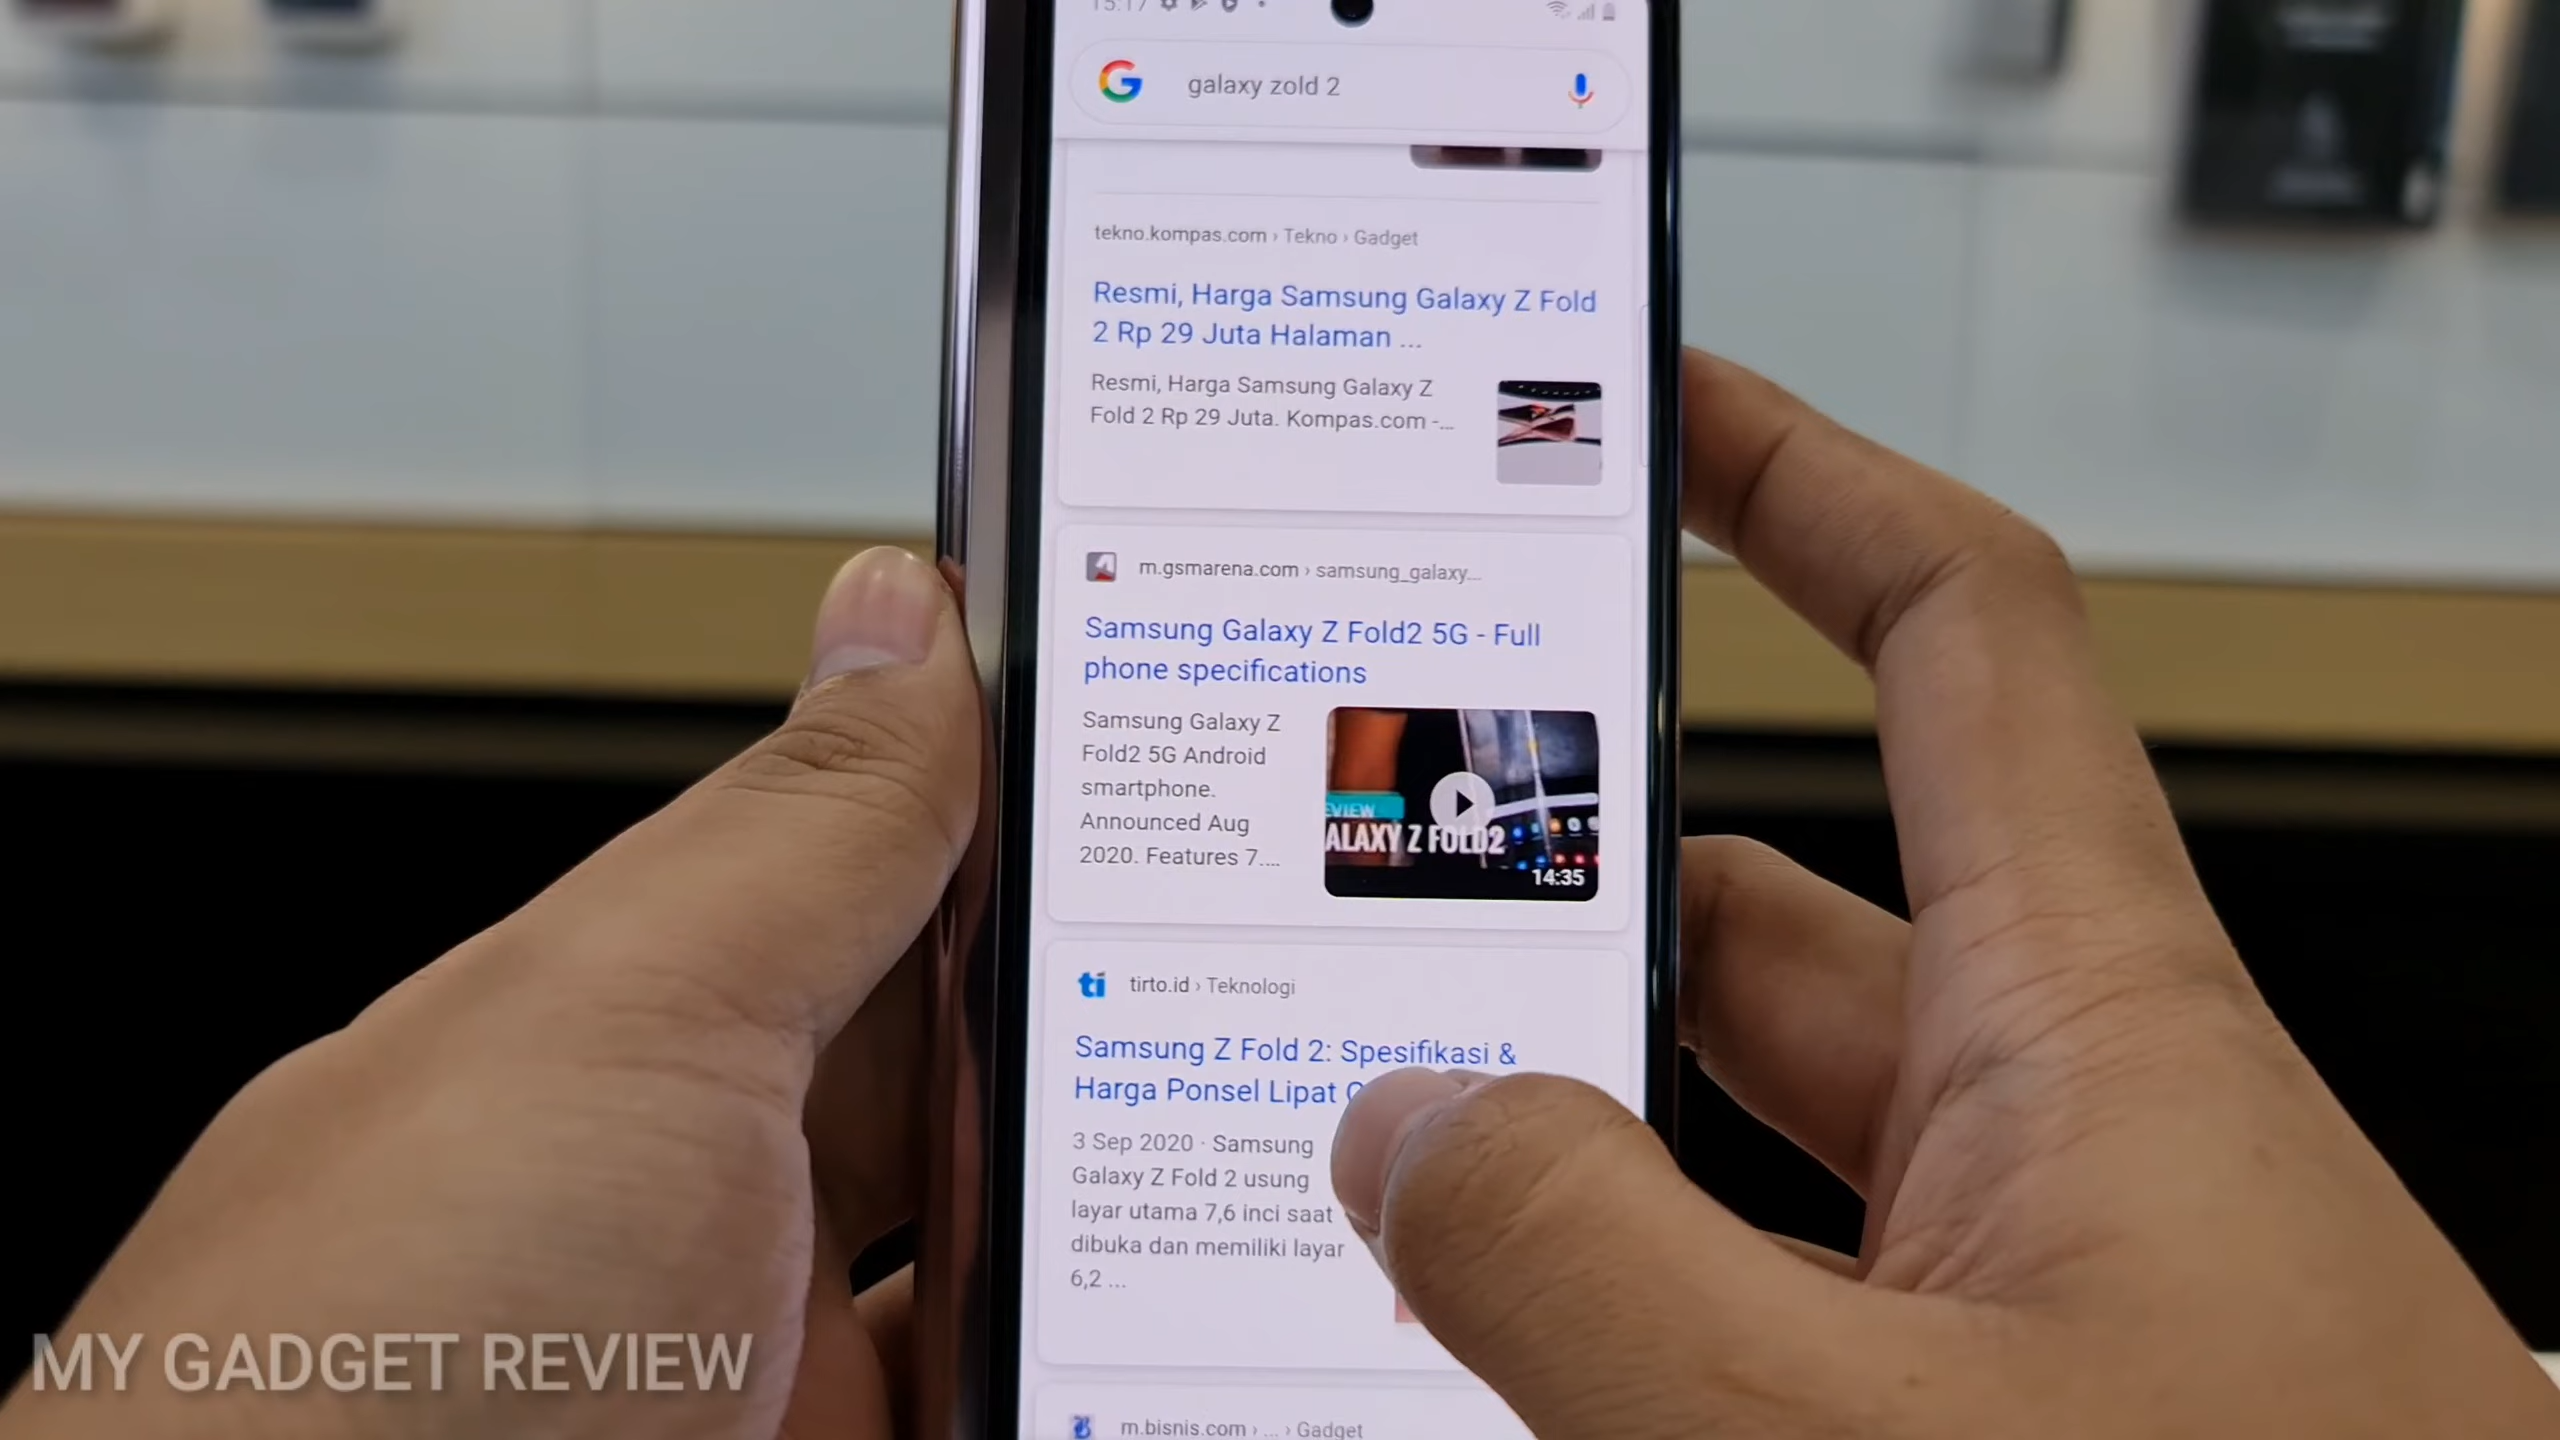 15:17
galaxy zold 2
tekno.kompas.com › Tekno › Gadget
Resmi, Harga Samsung Galaxy Z Fold
2 Rp 29 Juta Halaman ...
Resmi, Harga Samsung Galaxy Z
Fold 2 Rp 29 Juta. Kompas.com -...
m.gsmarena.com › samsung_galaxy...
Samsung Galaxy Z Fold2 5G - Full
phone specifications
Samsung Galaxy Z
Fold2 5G Android
smartphone.
Announced Aug
2020. Features 7....
EVIEW
ALAXY Z FOLD2
14:35
ti
tirto.id › Teknologi
Samsung Z Fold 2: Spesifikasi &
Harga Ponsel Lipat
3 Sep 2020 · Samsung
Galaxy Z Fold 2 usung
layar utama 7,6 inci saat
dibuka dan memiliki layar
6,2 ...
m.bisnis.com › ... › Gadget
MY GADGET REVIEW